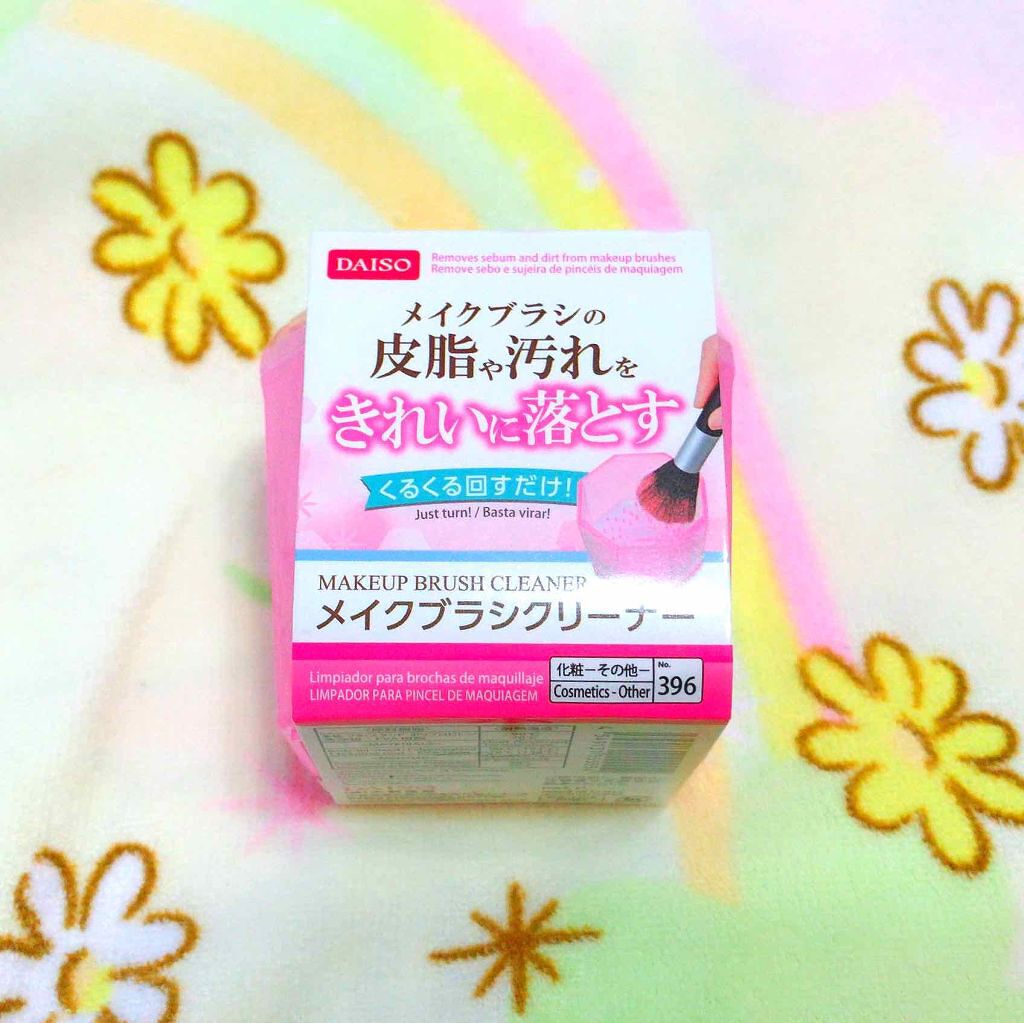 DAISO
Removes sebum and dirt from makeup brushes
Remove sebo e sujeira de pincéis de maquiagem
メイクブラシの
皮脂や汚れを
きれいに落とす
くるくる回すだけ!
Just turn! / Basta virar!
MAKEUP BRUSH CLEANER
メイクブラシクリーナー
Limpiador para brochas de maquillaje
LIMPADOR PARA PINCEL DE MAQUIAGEM
化粧ーその他ー
Cosmetics - Other
No.
396